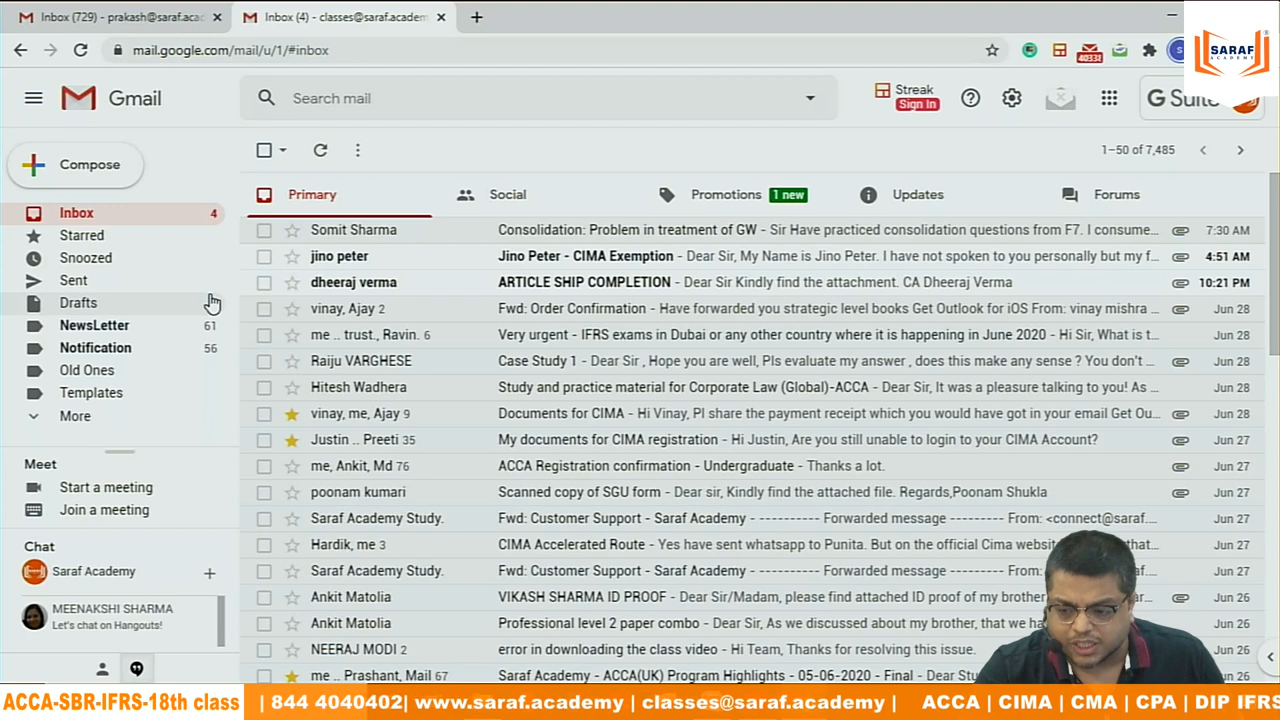 Inbox (729) - prakash@saraf.acac
Inbox (4) - classes@saraf.academ
mail.google.com/mail/u/1/#inbox
40331
S
SARAF
ACADEMY
Gmail
Search mail
Streak
Sign In
G Suite
Compose
1–50 of 7,485
Primary
Social
Promotions 1 new
Updates
Forums
Inbox 4
Starred
Snoozed
Sent
Drafts
NewsLetter 61
Notification 56
Old Ones
Templates
More
Meet
Start a meeting
Join a meeting
Chat
Saraf Academy
MEENAKSHI SHARMA
Let's chat on Hangouts!
Somit Sharma Consolidation: Problem in treatment of GW - Sir Have practiced consolidation questions from F7. I consume... 7:30 AM
jino peter Jino Peter - CIMA Exemption - Dear Sir, My Name is Jino Peter. I have not spoken to you personally but my f... 4:51 AM
dheeraj verma ARTICLE SHIP COMPLETION - Dear Sir Kindly find the attachment. CA Dheeraj Verma 10:21 PM
vinay, Ajay 2 Fwd: Order Confirmation - Have forwarded you strategic level books Get Outlook for iOS From: vinay mishra ... Jun 28
me .. trust., Ravin. 6 Very urgent - IFRS exams in Dubai or any other country where it is happening in June 2020 - Hi Sir, What is t... Jun 28
Raiju VARGHESE Case Study 1 - Dear Sir , Hope you are well, Pls evaluate my answer , does this make any sense ? You don't ... Jun 28
Hitesh Wadhera Study and practice material for Corporate Law (Global)-ACCA - Dear Sir, It was a pleasure talking to you! As ... Jun 28
vinay, me, Ajay 9 Documents for CIMA - Hi Vinay, Pl share the payment receipt which you would have got in your email Get Ou... Jun 28
Justin .. Preeti 35 My documents for CIMA registration - Hi Justin, Are you still unable to login to your CIMA Account? Jun 27
me, Ankit, Md 76 ACCA Registration confirmation - Undergraduate - Thanks a lot. Jun 27
poonam kumari Scanned copy of SGU form - Dear sir, Kindly find the attached file. Regards,Poonam Shukla Jun 27
Saraf Academy Study. Fwd: Customer Support - Saraf Academy - ---------- Forwarded message --------- From: <connect@saraf.... Jun 27
Hardik, me 3 CIMA Accelerated Route - Yes have sent whatsapp to Punita. But on the official Cima websit Jun 27
Saraf Academy Study. Fwd: Customer Support - Saraf Academy - ---------- Forwarded message --------- From: Jun 27
Ankit Matolia VIKASH SHARMA ID PROOF - Dear Sir/Madam, please find attached ID proof of my brother Jun 26
Ankit Matolia Professional level 2 paper combo - Dear Sir, As we discussed about my brother, that we ha Jun 26
NEERAJ MODI 2 error in downloading the class video - Hi Team, Thanks for resolving this issue. Jun 26
me .. Prashant, Mail 67 Saraf Academy - ACCA(UK) Program Highlights - 05-06-2020 - Final - Dear Stu
ACCA-SBR-IFRS-18th class | 844 4040402| www.saraf.academy | classes@saraf.academy | ACCA | CIMA | CMA | CPA | DIP IFRS